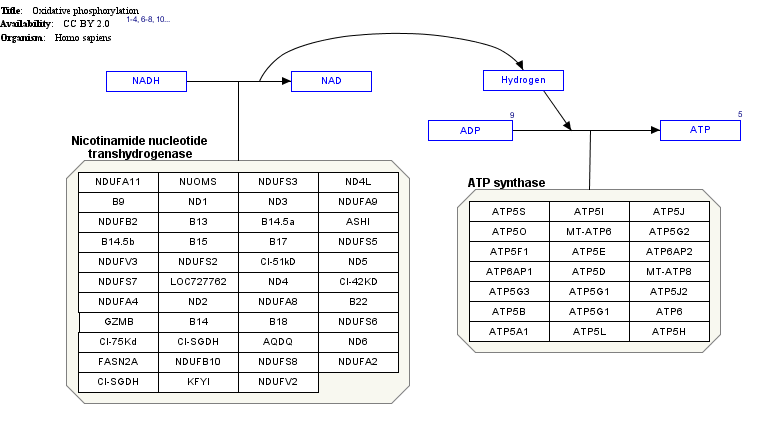 Title: Oxidative phosphorylation
Availability: CC BY 2.0 1-4, 6-8, 10...
Organism: Homo sapiens
NADH NAD Hydrogen
ADP 9 ATP 5
Nicotinamide nucleotide
transhydrogenase
NDUFA11 NUOMS NDUFS3 ND4L
B9 ND1 ND3 NDUFA9
NDUFB2 B13 B14.5a ASHI
B14.5b B15 B17 NDUFS5
NDUFV3 NDUFS2 CI-51kD ND5
NDUFS7 LOC727762 ND4 CI-42KD
NDUFA4 ND2 NDUFA8 B22
GZMB B14 B18 NDUFS6
CI-75Kd CI-SGDH AQDQ ND6
FASN2A NDUFB10 NDUFS8 NDUFA2
CI-SGDH KFYI NDUFV2
ATP synthase
ATP5S ATP5I ATP5J
ATP5O MT-ATP6 ATP5G2
ATP5F1 ATP5E ATP6AP2
ATP6AP1 ATP5D MT-ATP8
ATP5G3 ATP5G1 ATP5J2
ATP5B ATP5G1 ATP6
ATP5A1 ATP5L ATP5H